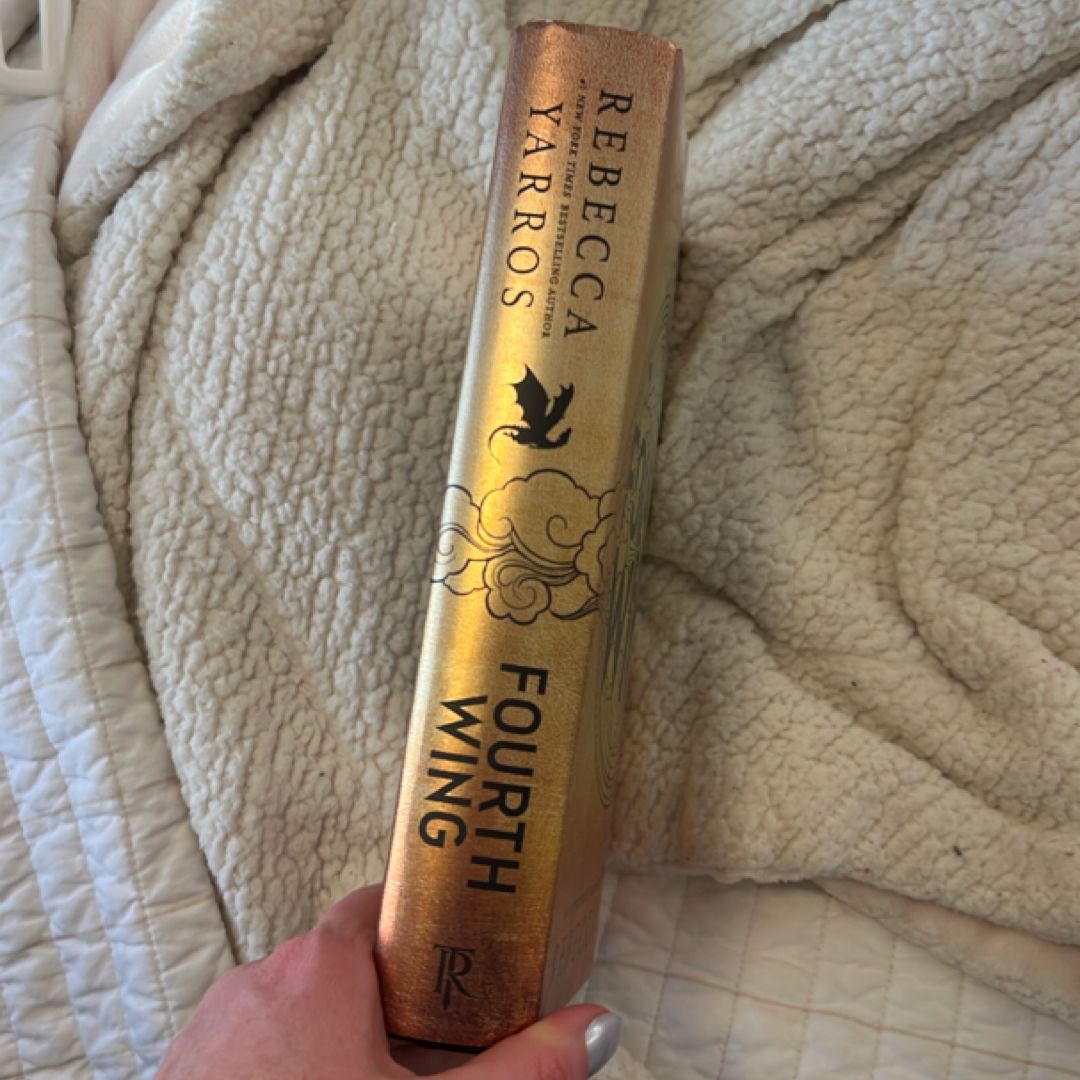 REBECCA
#1 NEW YORK TIMES BESTSELLING AUTHOR
YARROS
FOURTH
WING